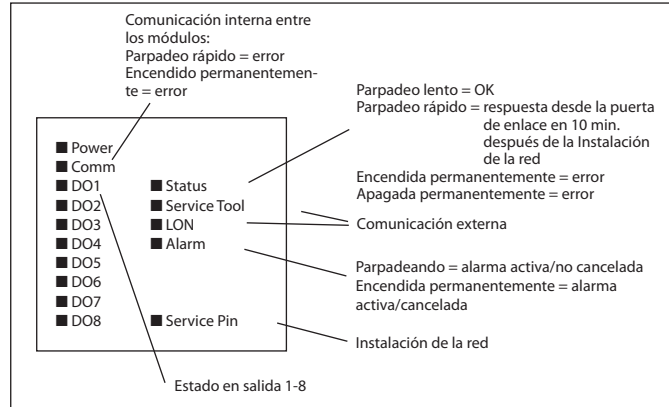 Comunicación interna entre
los módulos:
Parpadeo rápido = error
Encendido permanentemen-
te = error
Parpadeo lento = OK
Parpadeo rápido = respuesta desde la puerta
de enlace en 10 min.
después de la Instalación
de la red
Encendida permanentemente = error
Apagada permanentemente = error
Comunicación externa
Parpadeando = alarma activa/no cancelada
Encendida permanentemente = alarma
activa/cancelada
Instalación de la red
■ Power
■ Comm
■ DO1
■ DO2
■ DO3
■ DO4
■ DO5
■ DO6
■ DO7
■ DO8
■ Status
■ Service Tool
■ LON
■ Alarm
■ Service Pin
Estado en salida 1-8